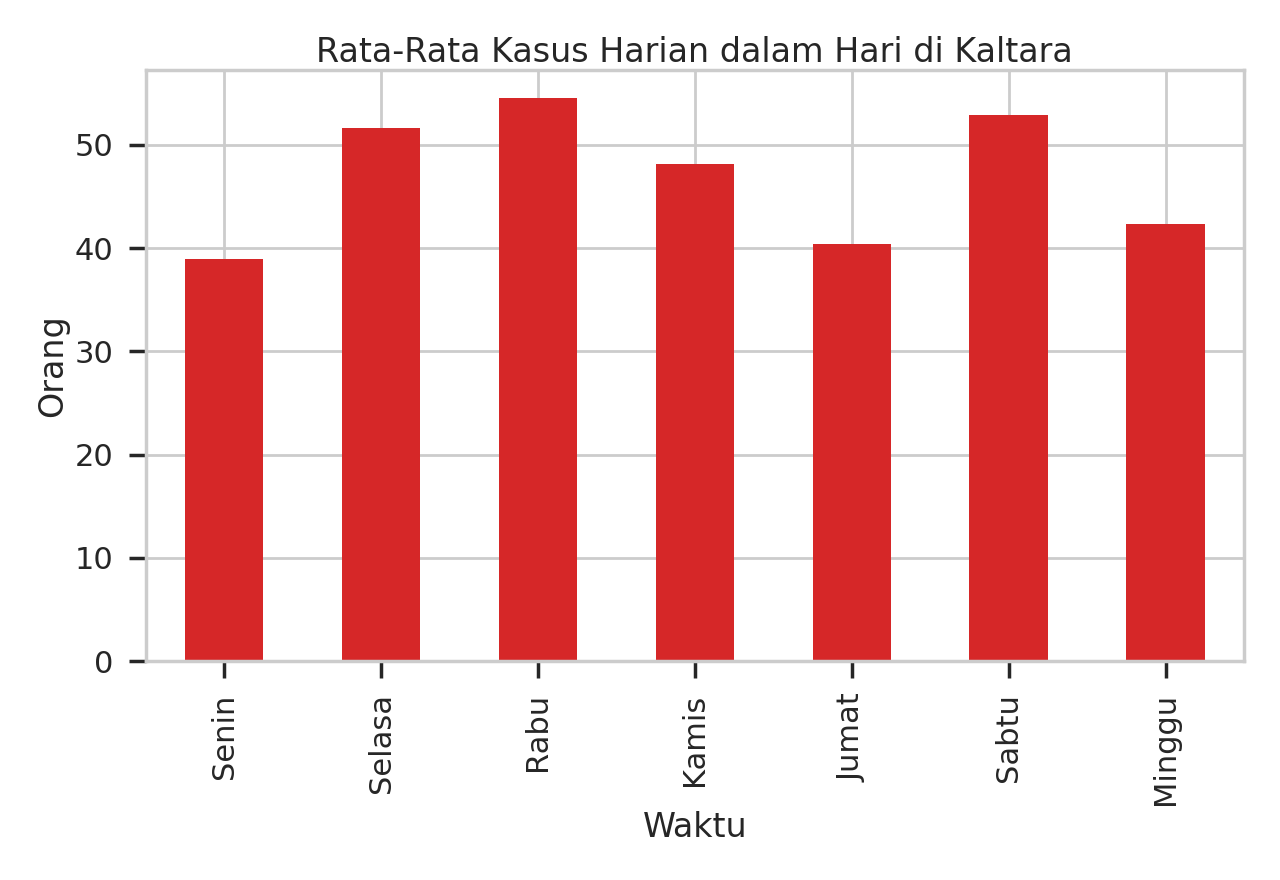 Rata-Rata Kasus Harian dalam Hari di Kaltara
Orang
50
40
30
20
10
0
Senin
Selasa
Rabu
Kamis
Jumat
Sabtu
Minggu
Waktu